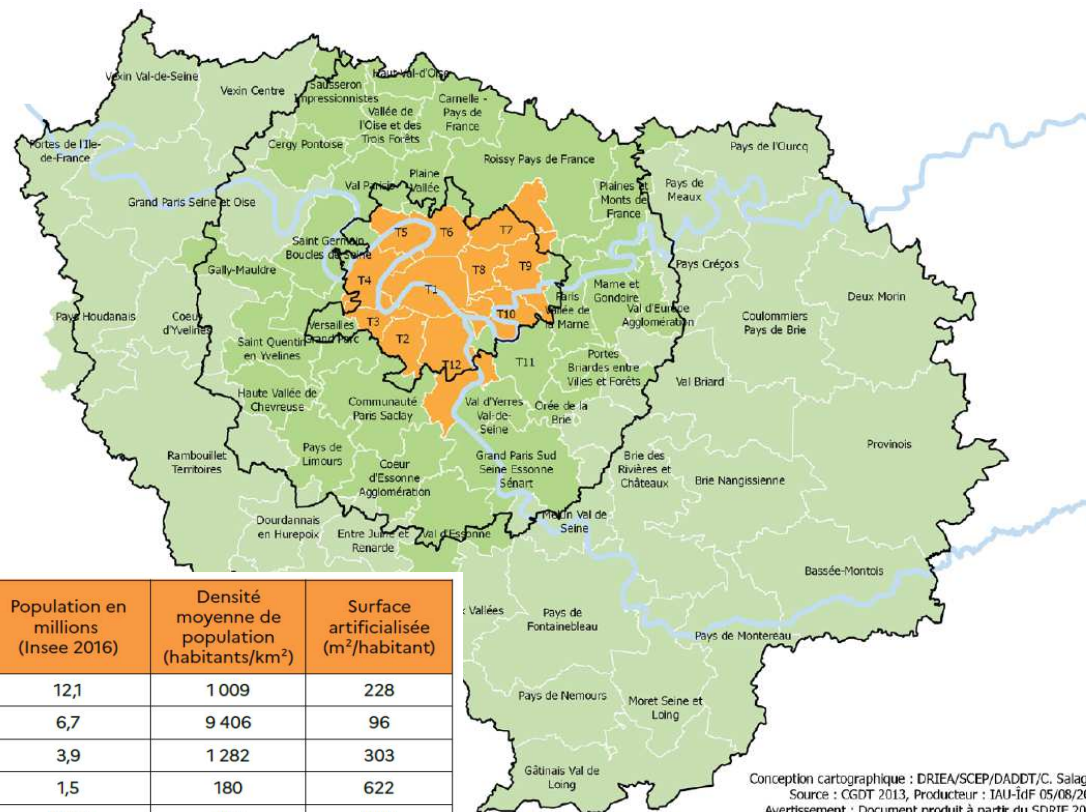 Vexin Val-de-Seine
Vexin Centre
Sausseron
Impressionnistes
Haut Val-d'Oise
Vallée de
l'Oise et des
Trois Forêts
Carnelle -
Pays de
France
Portes de l'Ile-
de-France
Cergy Pontoise
Roissy Pays de France
Pays de l'Ourcq
Plaine
Vallée
Val Parisis
Plaines et
Monts de
France
Pays de
Meaux
Grand Paris Seine et Oise
T5
T6
T7
Saint Germain
Boucles de Seine
Gally-Mauldre
T4
T1
T8
T9
Pays Créçois
Marne et
Gondoire
Deux Morin
Pays Houdanais
Coeur
d'Yvelines
Versailles
Grand Parc
T3
T10
Paris
Vallée de
la Marne
Val d'Europe
Agglomération
Coulommiers
Pays de Brie
Saint Quentin
en Yvelines
T2
T12
T11
Portes
Briardes entre
Villes et Forêts
Val Briard
Haute Vallée de
Chevreuse
Communauté
Paris Saclay
Val d'Yerres
Val-de-
Seine
Orée de la
Brie
Provinois
Rambouillet
Territoires
Pays de
Limours
Coeur
d'Essonne
Agglomération
Grand Paris Sud
Seine Essonne
Sénart
Brie des
Rivières et
Châteaux
Brie Nangissienne
Dourdannais
en Hurepoix
Entre Juine et
Renarde
Val d'Essonne
Melun Val de
Seine
Bassée-Montois
Vallées
Pays de
Fontainebleau
Pays de Montereau
Pays de Nemours
Moret Seine et
Loing
Gâtinais Val de
Loing
Population en
millions
(Insee 2016)
Densité
moyenne de
population
(habitants/km²)
Surface
artificialisée
(m²/habitant)
12,1 1 009 228
6,7 9 406 96
3,9 1 282 303
1,5 180 622
Conception cartographique : DRIEA/SCEP/DADDT/C. Salag
Source : CGDT 2013, Producteur : IAU-îdF 05/08/20
Avertissement : Document produit à partir du SDRIF 20